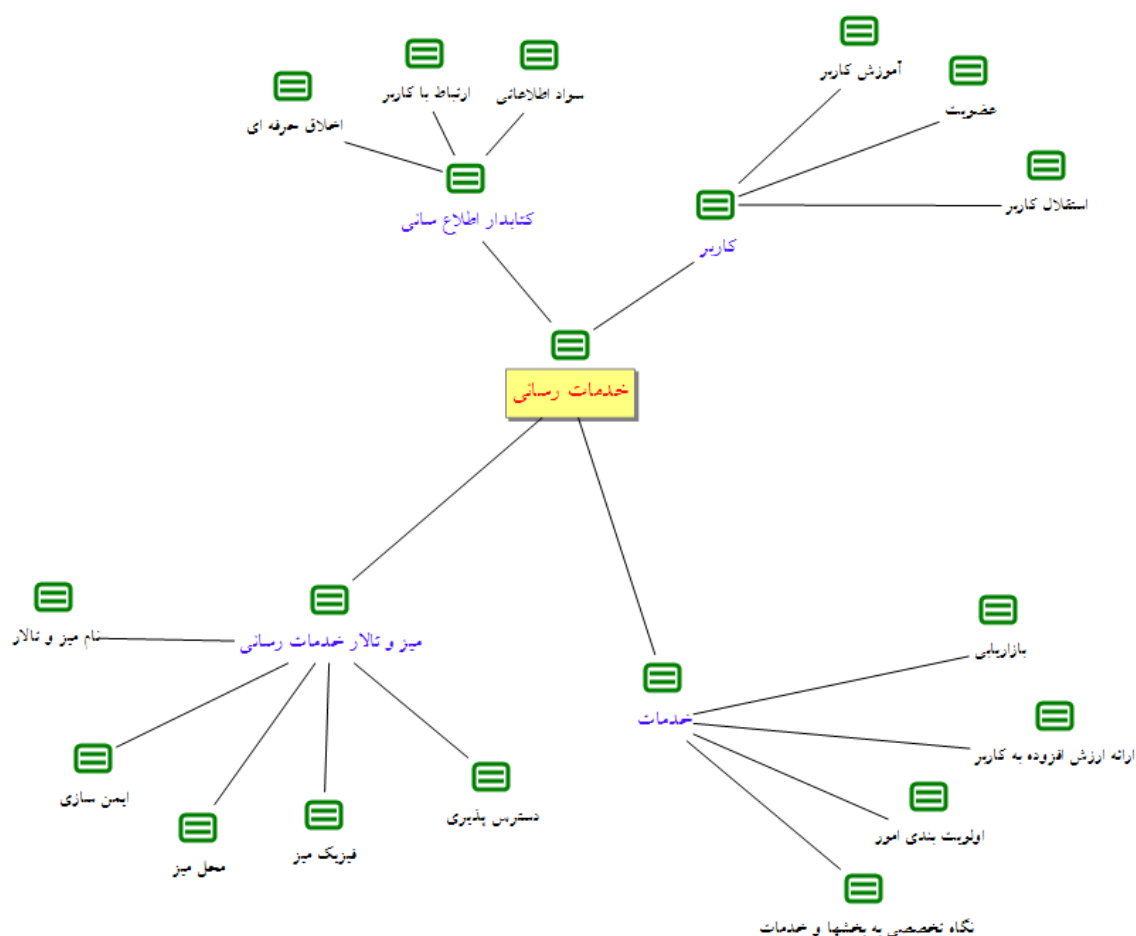 آموزش کاربر
سواد اطلاعاتی
ارتباط با کاربر
عضویت
اخلاق حرفه ای
استقلال کاربر
کتابدار اطلاع سانی
کاربر
خدمات رسانی
نام میز و تالار
میز و تالار خدمات رسانی
بازاریابی
خدمات
ارائه ارزش افزوده به کاربر
ایمن سازی
دسترس پذیری
اولویت بندی امور
محل میز
فیزیک میز
نگاه تخصصی به بخشها و خدمات